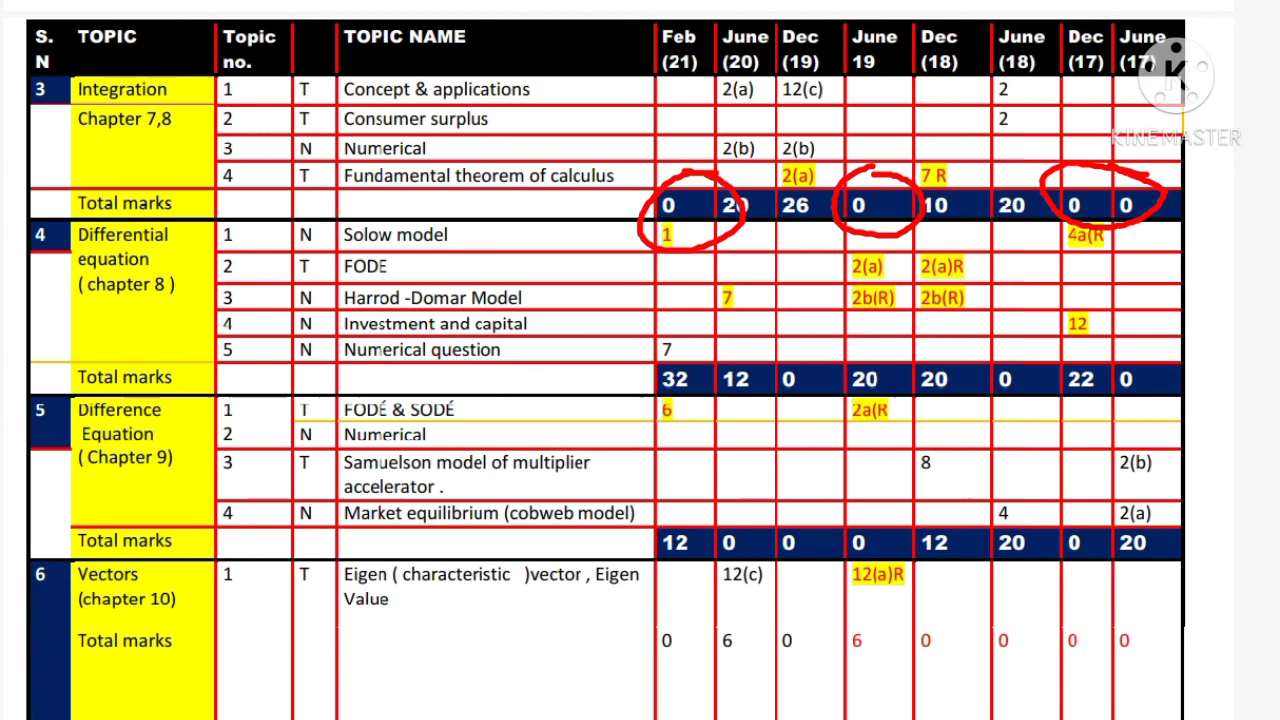 S. N TOPIC Topic no. TOPIC NAME Feb (21) June (20) Dec (19) June 19 Dec (18) June (18) Dec (17) June (17)
K
KINEMASTER
3 Integration 1 T Concept & applications 2(a) 12(c) 2
Chapter 7,8 2 T Consumer surplus 2
3 N Numerical 2(b) 2(b)
4 T Fundamental theorem of calculus 2(a) 7 R
Total marks 0 20 26 0 10 20 0 0
4 Differential equation ( chapter 8 ) 1 N Solow model 1 4a(R
2 T FODE 2(a) 2(a)R
3 N Harrod -Domar Model 7 2b(R) 2b(R)
4 N Investment and capital 12
5 N Numerical question 7
Total marks 32 12 0 20 20 0 22 0
5 Difference Equation ( Chapter 9) 1 T FODÉ & SODÉ 6 2a(R
2 N Numerical
3 T Samuelson model of multiplier accelerator . 8 2(b)
4 N Market equilibrium (cobweb model) 4 2(a)
Total marks 12 0 0 0 12 20 0 20
6 Vectors (chapter 10) 1 T Eigen ( characteristic )vector , Eigen Value 12(c) 12(a)R
Total marks 0 6 0 6 0 0 0 0